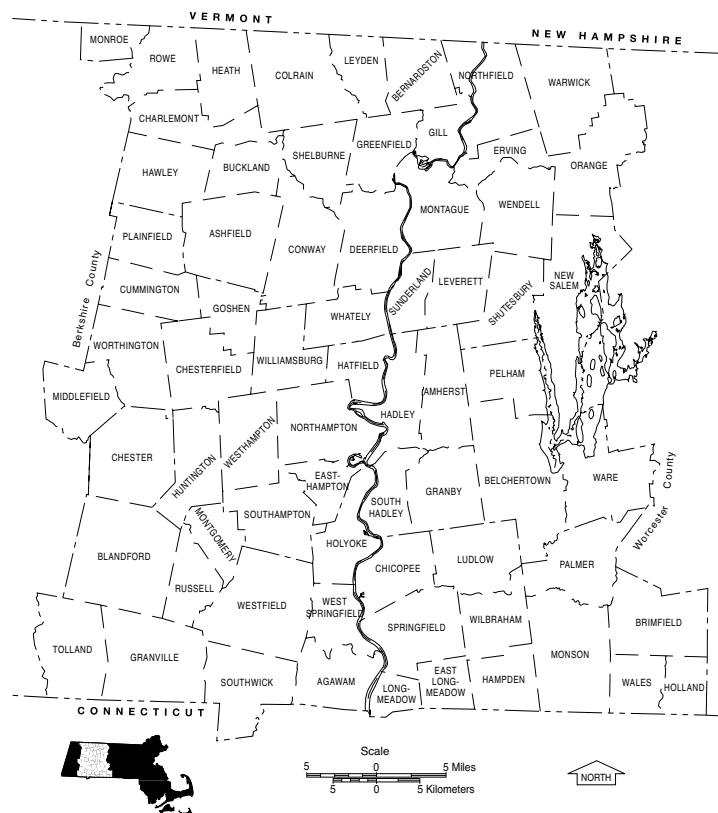 VERMONT
NEW HAMPSHIRE
MONROE
ROWE
HEATH
COLRAIN
LEYDEN
BERNARDSTON
NORTHFIELD
WARWICK
CHARLEMONT
SHELBURNE
GREENFIELD
GILL
ERVING
ORANGE
HAWLEY
BUCKLAND
MONTAGUE
WENDELL
PLAINFIELD
ASHFIELD
CONWAY
DEERFIELD
Berkshire County
CUMMINGTON
GOSHEN
WHATELY
SUNDERLAND
LEVERETT
SHUTESBURY
NEW
SALEM
WORTHINGTON
CHESTERFIELD
WILLIAMSBURG
HATFIELD
PELHAM
MIDDLEFIELD
AMHERST
HADLEY
NORTHAMPTON
CHESTER
HUNTINGTON
WESTHAMPTON
EAST-
HAMPTON
SOUTH
HADLEY
GRANBY
BELCHERTOWN
WARE
Worcester County
MONTGOMERY
SOUTHAMPTON
HOLYOKE
BLANDFORD
RUSSELL
CHICOPEE
LUDLOW
PALMER
WESTFIELD
WEST
SPRINGFIELD
SPRINGFIELD
WILBRAHAM
BRIMFIELD
TOLLAND
GRANVILLE
SOUTHWICK
AGAWAM
LONG-
MEADOW
EAST
LONG-
MEADOW
HAMPDEN
MONSON
WALES
HOLLAND
CONNECTICUT
Scale
5 0 5 Miles
5 0 5 Kilometers
NORTH